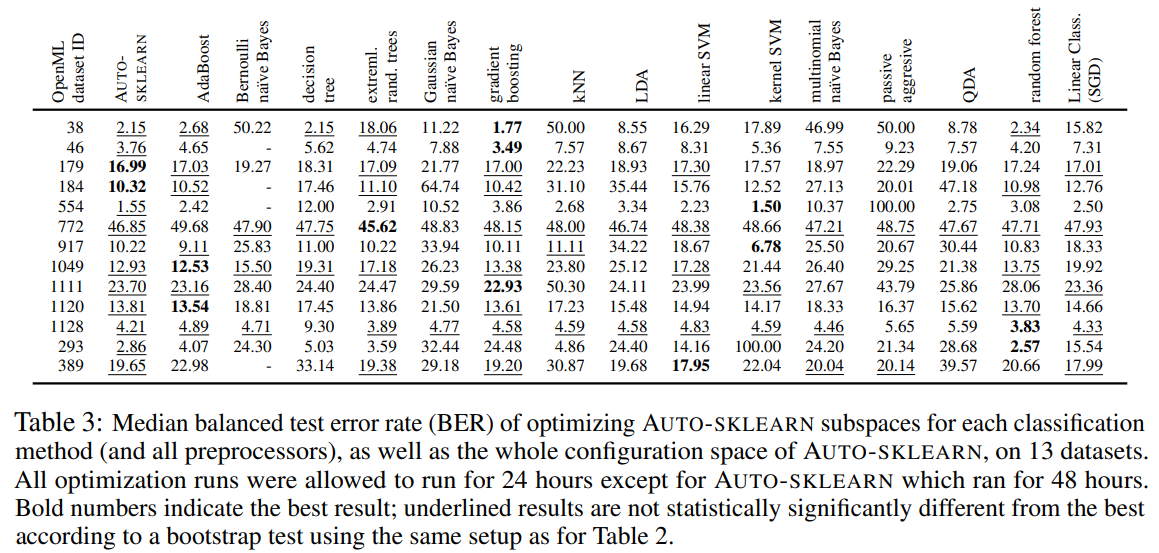 OpenML dataset ID AUTO-SKLEARN AdaBoost Bernoulli naïve Bayes decision tree extreml. rand. trees Gaussian naïve Bayes gradient boosting kNN LDA linear SVM kernel SVM multinomial naïve Bayes passive aggresive QDA random forest Linear Class. (SGD)
38 2.15 2.68 50.22 2.15 18.06 11.22 1.77 50.00 8.55 16.29 17.89 46.99 50.00 8.78 2.34 15.82
46 3.76 4.65 - 5.62 4.74 7.88 3.49 7.57 8.67 8.31 5.36 7.55 9.23 7.57 4.20 7.31
179 16.99 17.03 19.27 18.31 17.09 21.77 17.00 22.23 18.93 17.30 17.57 18.97 22.29 19.06 17.24 17.01
184 10.32 10.52 - 17.46 11.10 64.74 10.42 31.10 35.44 15.76 12.52 27.13 20.01 47.18 10.98 12.76
554 1.55 2.42 - 12.00 2.91 10.52 3.86 2.68 3.34 2.23 1.50 10.37 100.00 2.75 3.08 2.50
772 46.85 49.68 47.90 47.75 45.62 48.83 48.15 48.00 46.74 48.38 48.66 47.21 48.75 47.67 47.71 47.93
917 10.22 9.11 25.83 11.00 10.22 33.94 10.11 11.11 34.22 18.67 6.78 25.50 20.67 30.44 10.83 18.33
1049 12.93 12.53 15.50 19.31 17.18 26.23 13.38 23.80 25.12 17.28 21.44 26.40 29.25 21.38 13.75 19.92
1111 23.70 23.16 28.40 24.40 24.47 29.59 22.93 50.30 24.11 23.99 23.56 27.67 43.79 25.86 28.06 23.36
1120 13.81 13.54 18.81 17.45 13.86 21.50 13.61 17.23 15.48 14.94 14.17 18.33 16.37 15.62 13.70 14.66
1128 4.21 4.89 4.71 9.30 3.89 4.77 4.58 4.59 4.58 4.83 4.59 4.46 5.65 5.59 3.83 4.33
293 2.86 4.07 24.30 5.03 3.59 32.44 24.48 4.86 24.40 14.16 100.00 24.20 21.34 28.68 2.57 15.54
389 19.65 22.98 - 33.14 19.38 29.18 19.20 30.87 19.68 17.95 22.04 20.04 20.14 39.57 20.66 17.99
Table 3: Median balanced test error rate (BER) of optimizing AUTO-SKLEARN subspaces for each classification
method (and all preprocessors), as well as the whole configuration space of AUTO-SKLEARN, on 13 datasets.
All optimization runs were allowed to run for 24 hours except for AUTO-SKLEARN which ran for 48 hours.
Bold numbers indicate the best result; underlined results are not statistically significantly different from the best
according to a bootstrap test using the same setup as for Table 2.